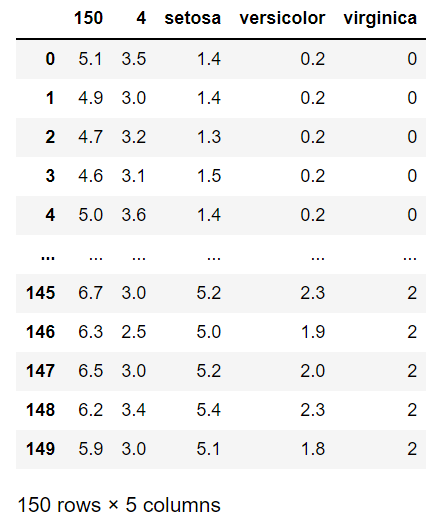 150 4 setosa versicolor virginica
0 5.1 3.5 1.4 0.2 0
1 4.9 3.0 1.4 0.2 0
2 4.7 3.2 1.3 0.2 0
3 4.6 3.1 1.5 0.2 0
4 5.0 3.6 1.4 0.2 0
... ... ... ... ... ...
145 6.7 3.0 5.2 2.3 2
146 6.3 2.5 5.0 1.9 2
147 6.5 3.0 5.2 2.0 2
148 6.2 3.4 5.4 2.3 2
149 5.9 3.0 5.1 1.8 2
150 rows × 5 columns